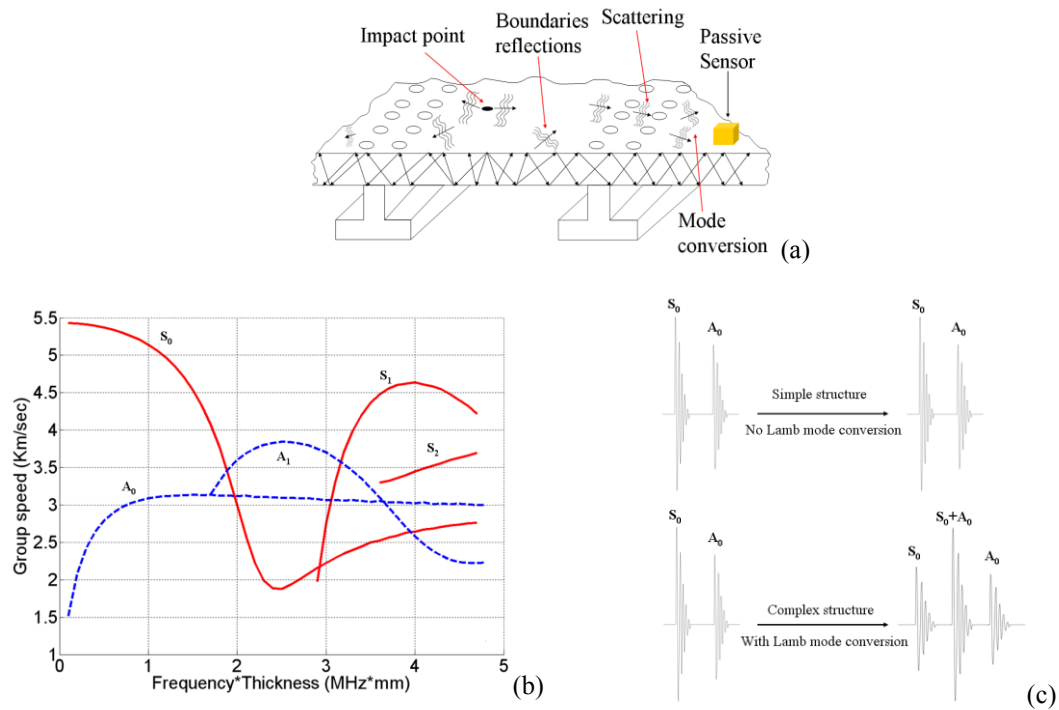 Impact point
Boundaries
reflections
Scattering
Passive
Sensor
Mode
conversion
(a)
Group speed (Km/sec)
5.5
5
4.5
4
3.5
3
2.5
2
1.5
1
S₀
S₁
A₁
S₂
A₀
0
1
2
3
4
5
Frequency*Thickness (MHz*mm)
(b)
S₀
A₀
Simple structure
No Lamb mode conversion
S₀
A₀
S₀
A₀
Complex structure
With Lamb mode conversion
S₀
S₀+A₀
A₀
(c)